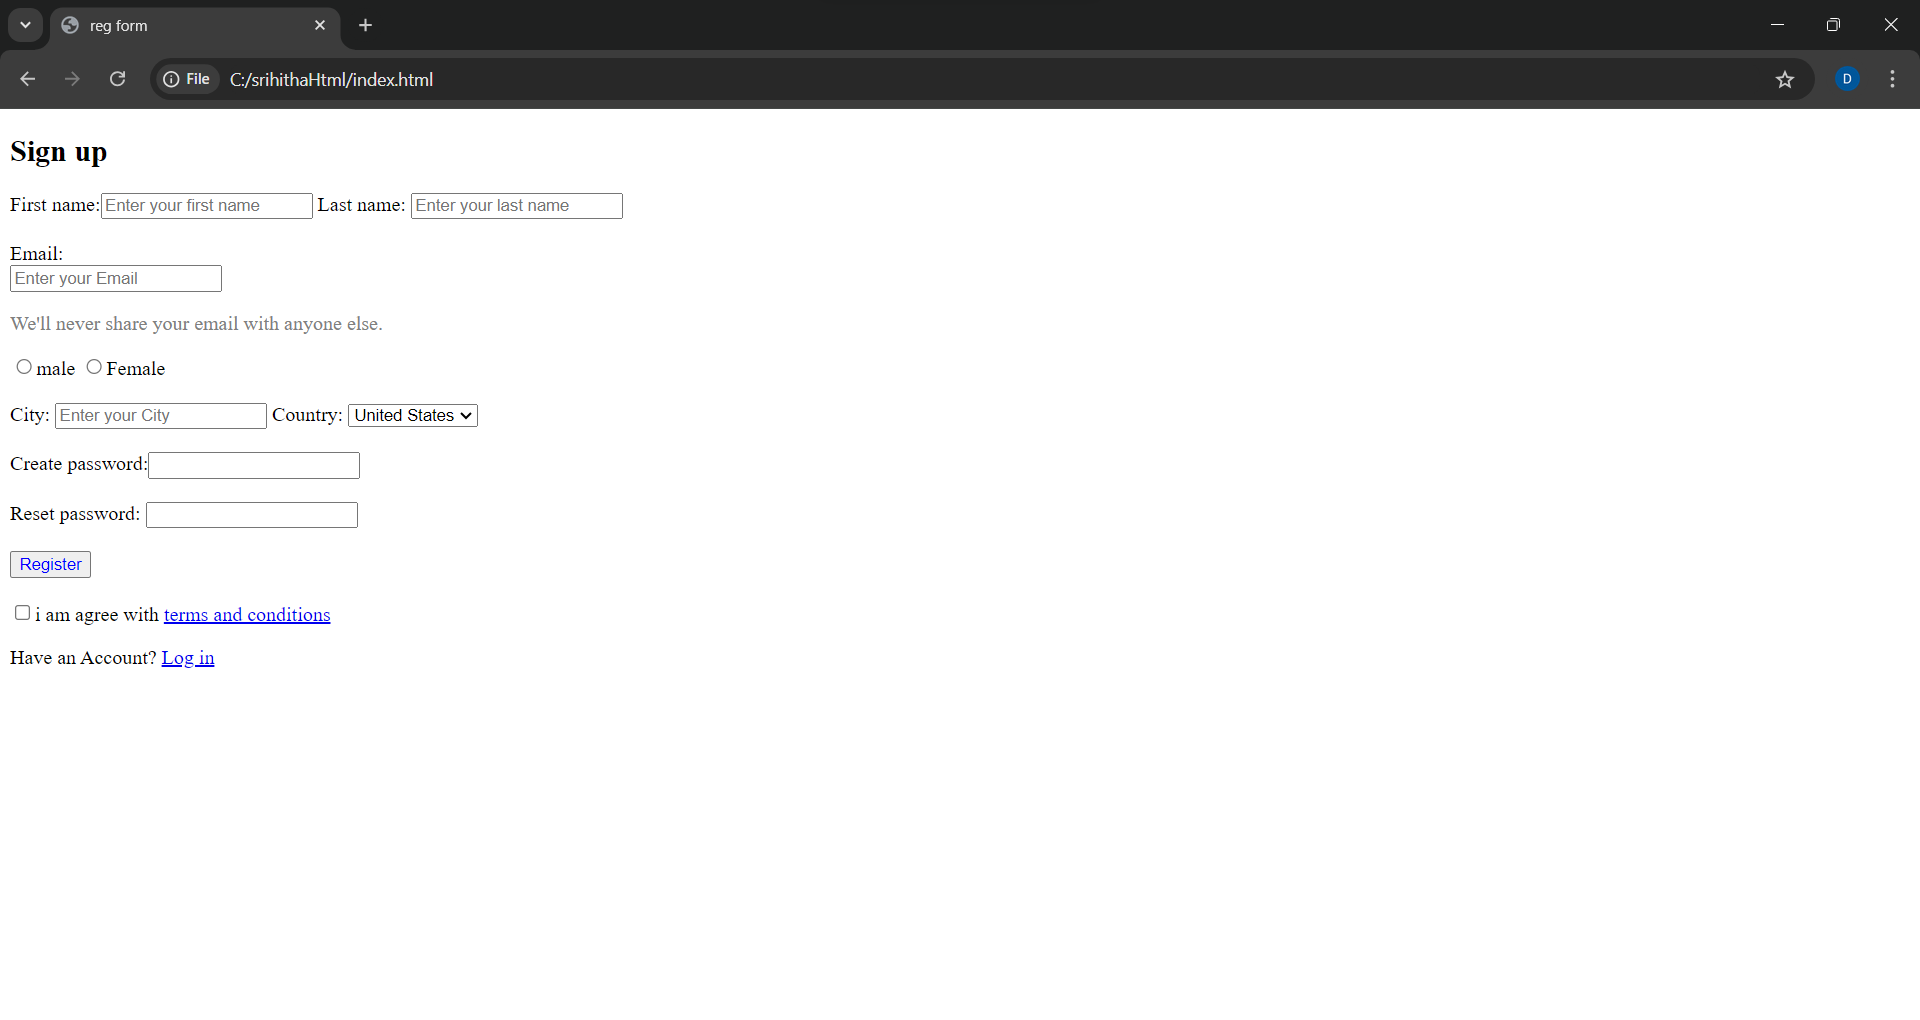 reg form
File C:/srihithaHtml/index.html
D
Sign up
First name: Enter your first name Last name: Enter your last name
Email:
Enter your Email
We'll never share your email with anyone else.
male Female
City: Enter your City Country: United States
Create password:
Reset password:
Register
i am agree with terms and conditions
Have an Account? Log in